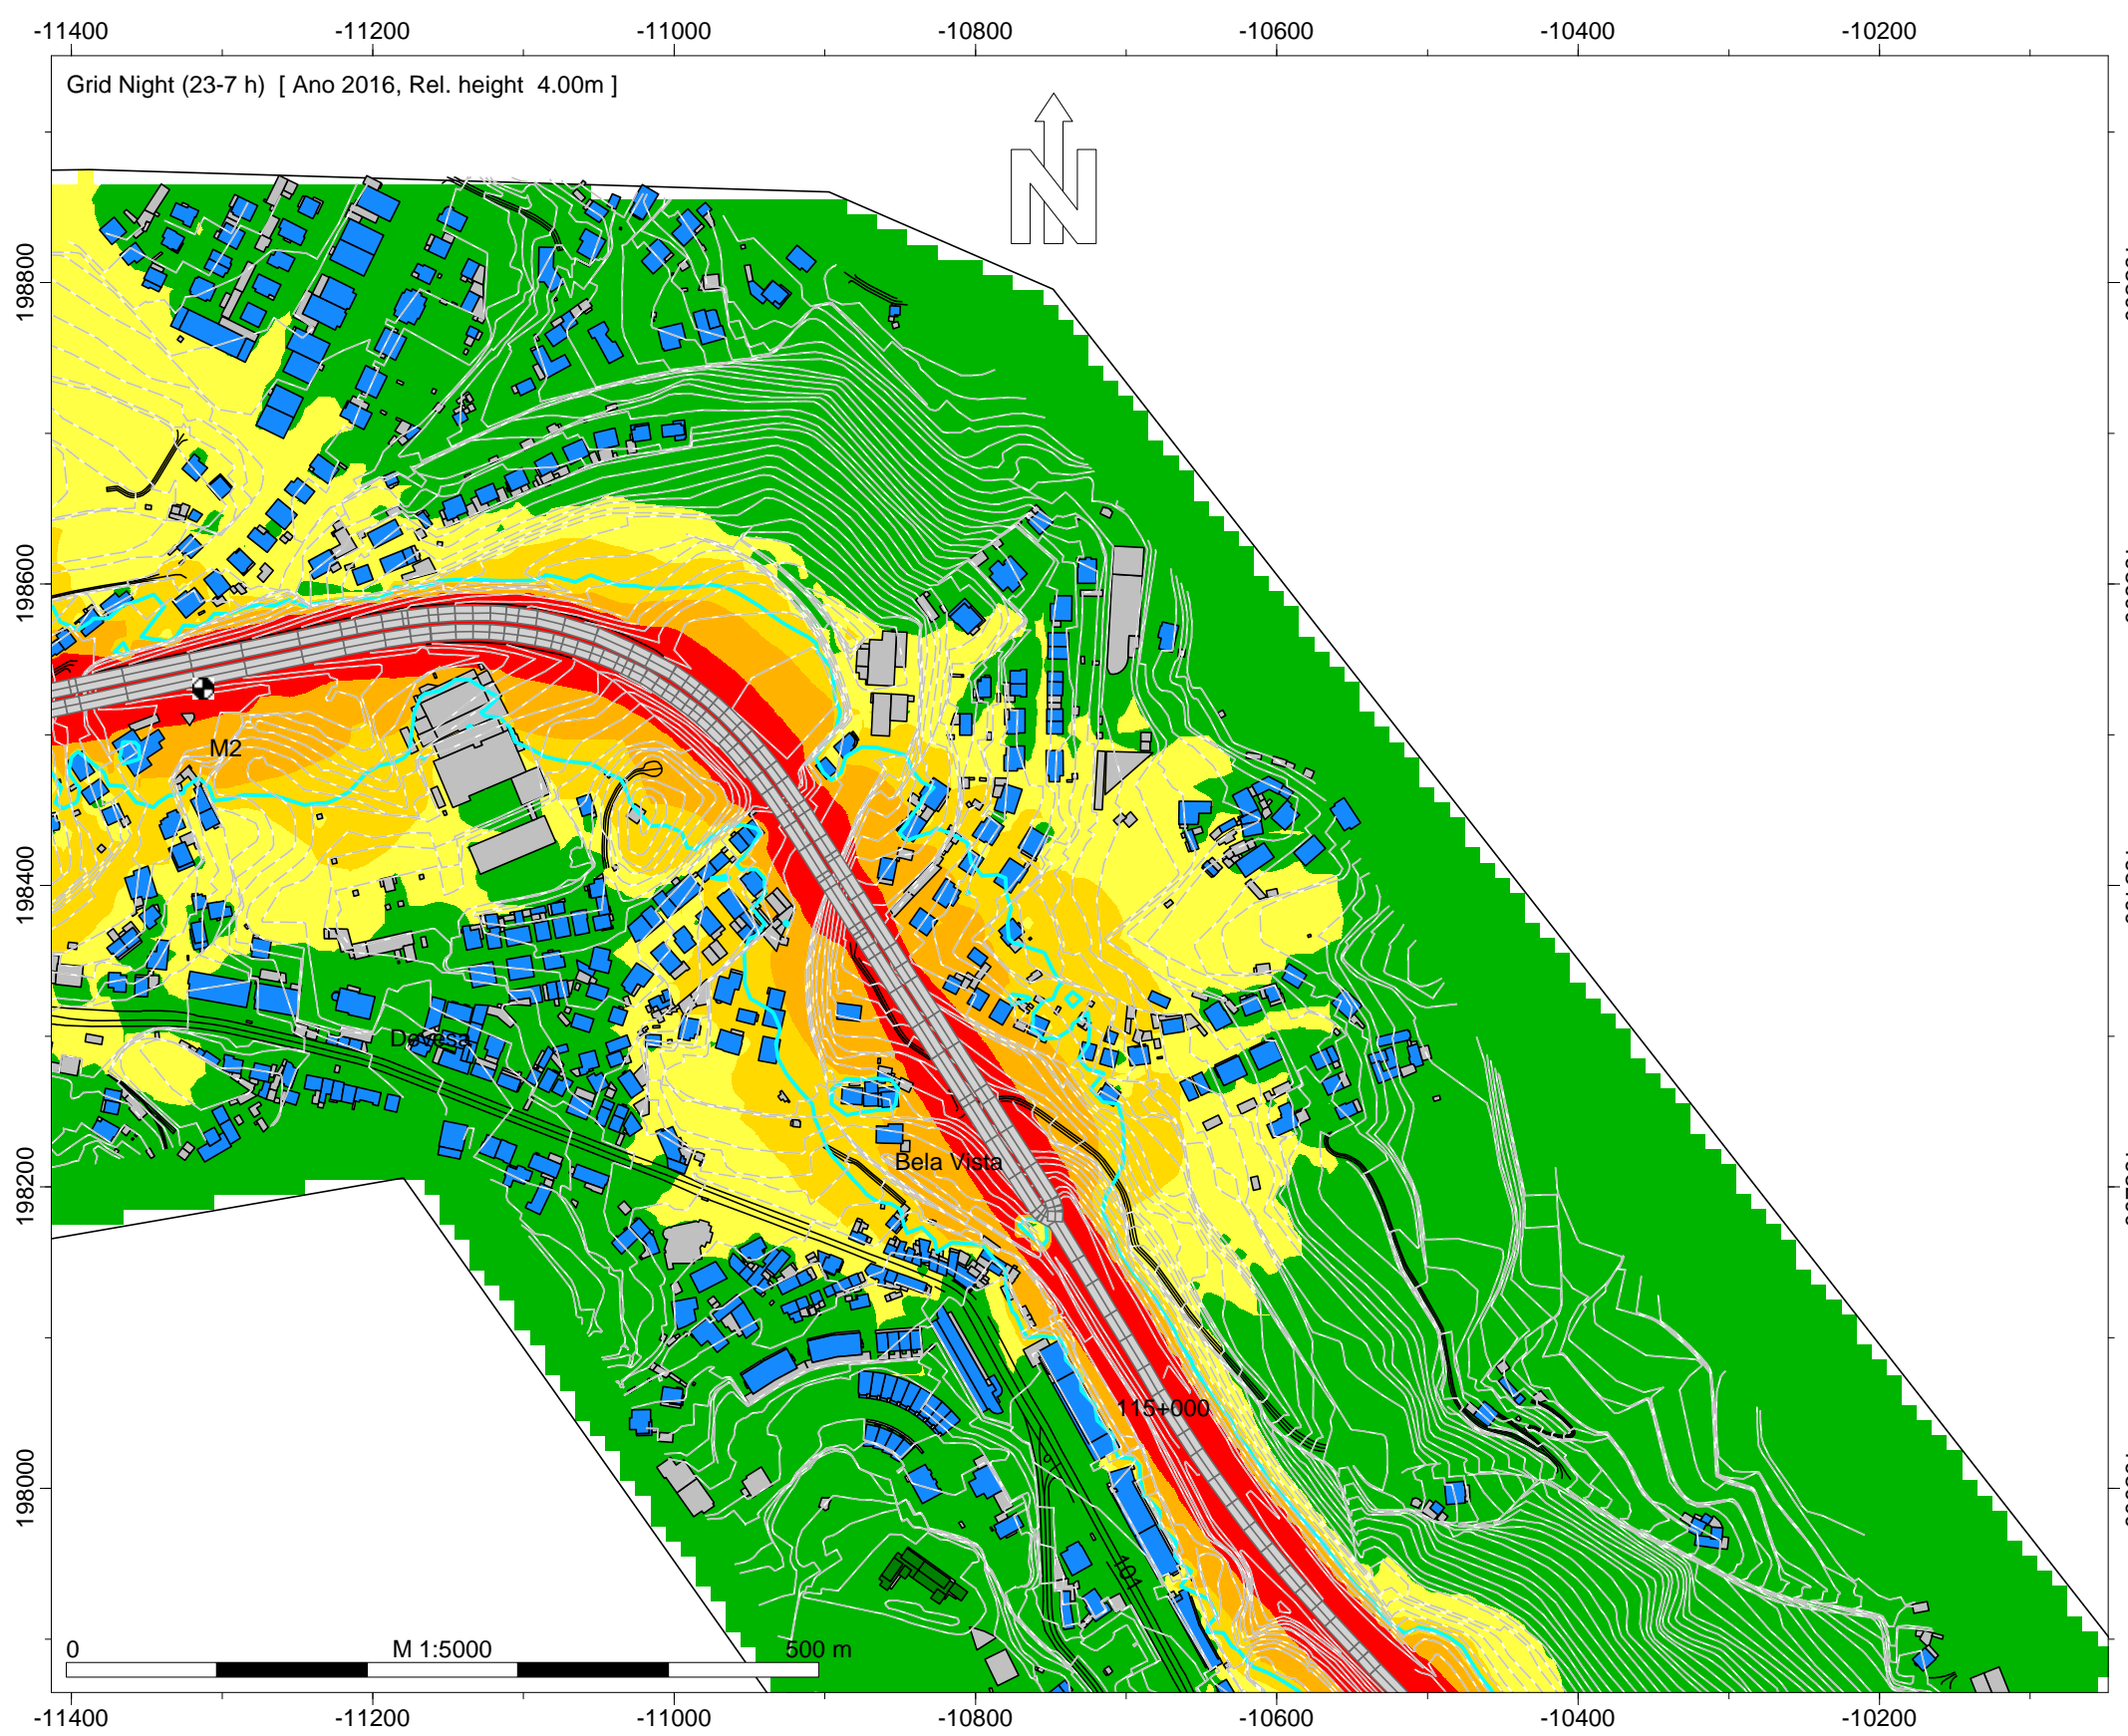 -11400 -11200 -11000 -10800 -10600 -10400 -10200
Grid Night (23-7 h) [ Ano 2016, Rel. height 4.00m ]
N
198800
198600
M2
198400
Devesa
198200
Bela Vista
115+000
198000
101
0 M 1:5000 500 m
-11400 -11200 -11000 -10800 -10600 -10400 -10200